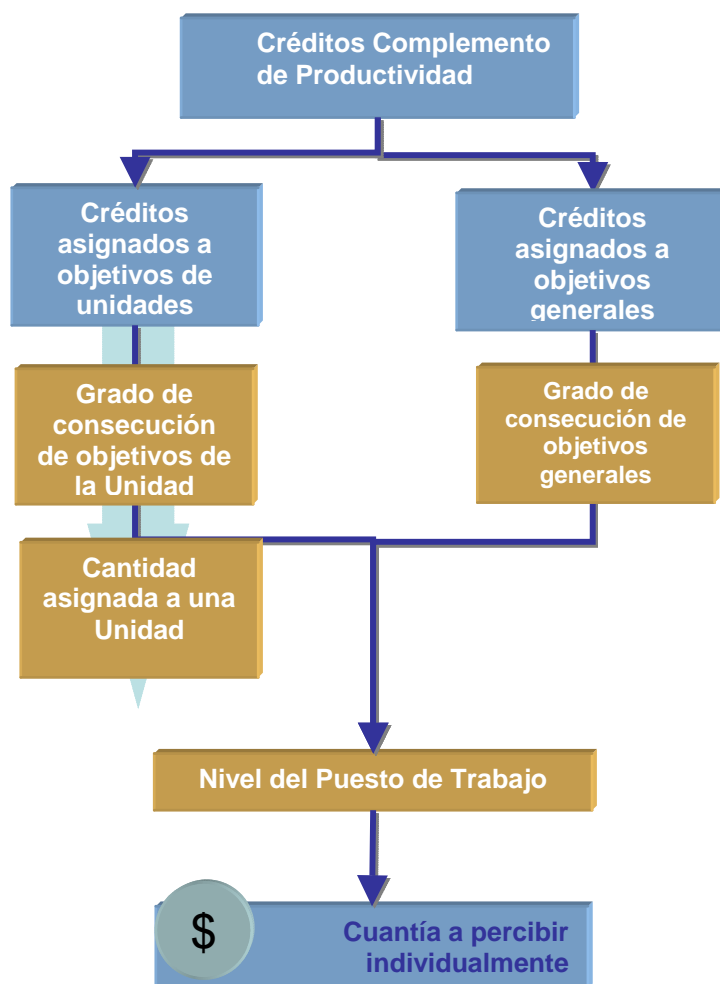 Créditos Complemento
de Productividad
Créditos
asignados a
objetivos de
unidades
Créditos
asignados a
objetivos
generales
Grado de
consecución
de objetivos de
la Unidad
Grado de
consecución de
objetivos
generales
Cantidad
asignada a una
Unidad
Nivel del Puesto de Trabajo
$
Cuantía a percibir
individualmente